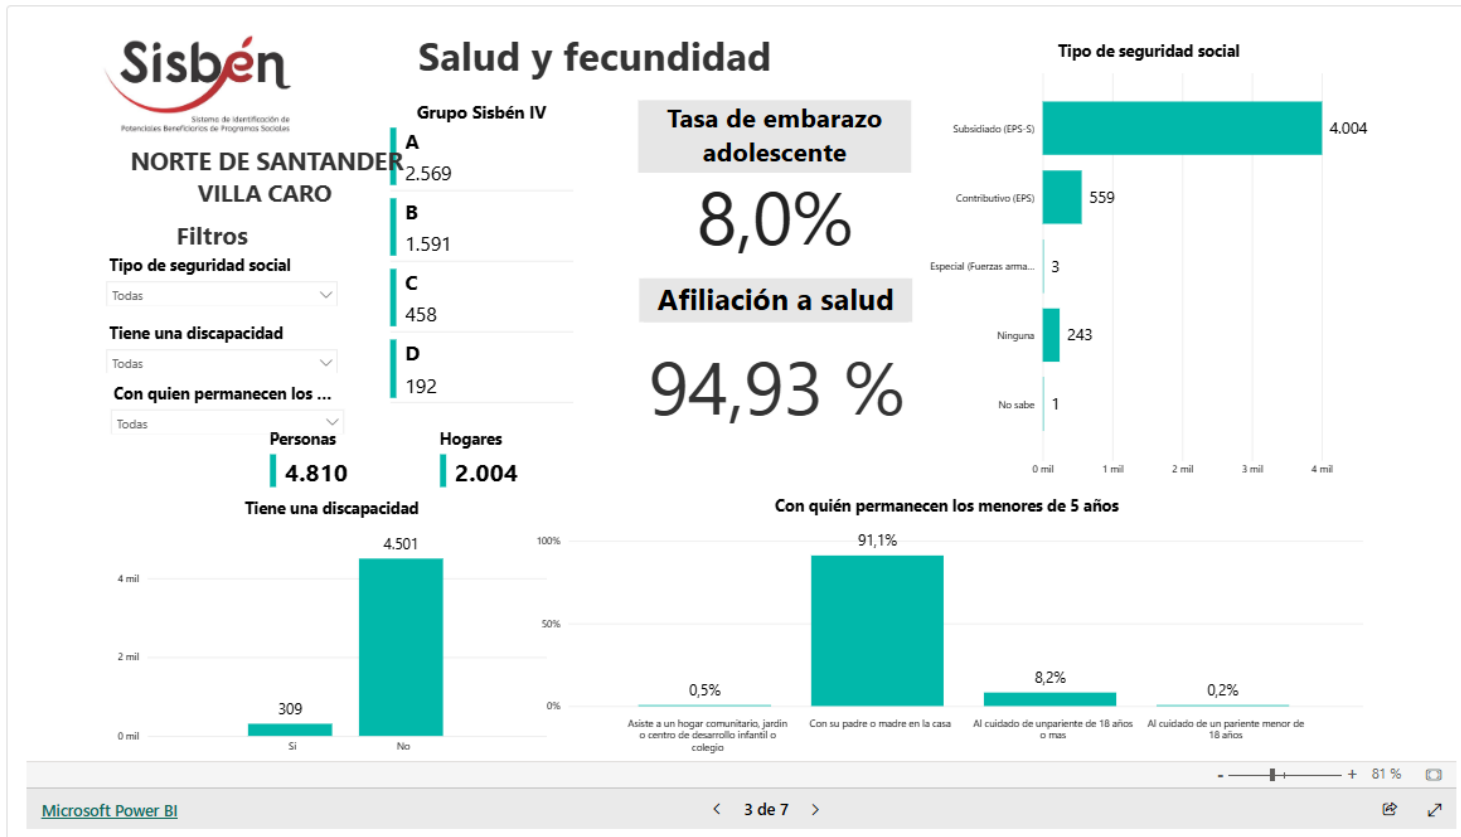 Sisbén
Sistema de Identificación de
Potenciales Beneficiarios de Programas Sociales
NORTE DE SANTANDER
VILLA CARO
Filtros
Tipo de seguridad social
Todas
Tiene una discapacidad
Todas
Con quien permanecen los ...
Todas
Salud y fecundidad
Grupo Sisbén IV
A
2.569
B
1.591
C
458
D
192
Personas
4.810
Hogares
2.004
Tasa de embarazo
adolescente
8,0%
Afiliación a salud
94,93 %
Tipo de seguridad social
Subsidiado (EPS-S)
4.004
Contributivo (EPS)
559
Especial (Fuerzas arma...
3
Ninguna
243
No sabe
1
0 mil
1 mil
2 mil
3 mil
4 mil
Tiene una discapacidad
4 mil
2 mil
0 mil
309
4.501
Si
No
Con quién permanecen los menores de 5 años
100%
50%
0%
0,5%
91,1%
8,2%
0,2%
Asiste a un hogar comunitario, jardin
o centro de desarrollo infantil o
colegio
Con su padre o madre en la casa
Al cuidado de unpariente de 18 años
o mas
Al cuidado de un pariente menor de
18 años
- + 81 %
Microsoft Power BI
< 3 de 7 >